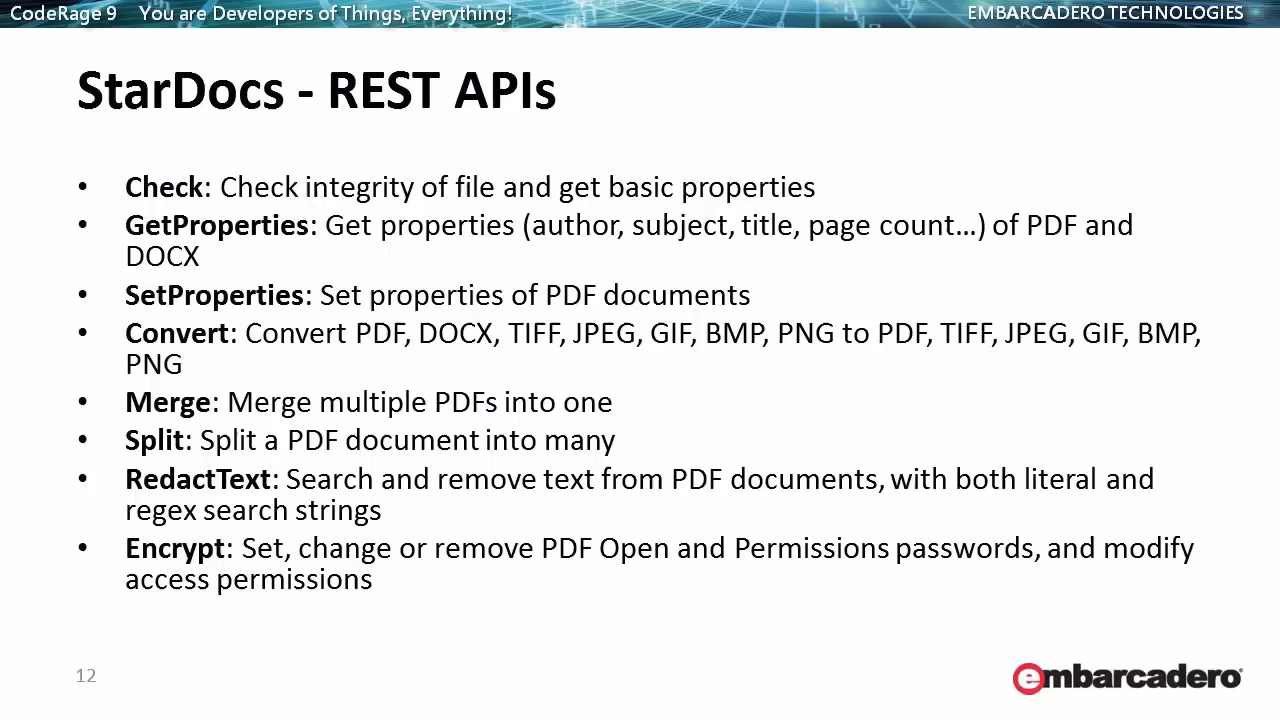 CodeRage 9 You are Developers of Things, Everything!
EMBARCADERO TECHNOLOGIES
StarDocs - REST APIs
• Check: Check integrity of file and get basic properties
• GetProperties: Get properties (author, subject, title, page count…) of PDF and
DOCX
• SetProperties: Set properties of PDF documents
• Convert: Convert PDF, DOCX, TIFF, JPEG, GIF, BMP, PNG to PDF, TIFF, JPEG, GIF, BMP,
PNG
• Merge: Merge multiple PDFs into one
• Split: Split a PDF document into many
• RedactText: Search and remove text from PDF documents, with both literal and
regex search strings
• Encrypt: Set, change or remove PDF Open and Permissions passwords, and modify
access permissions
12
embarcadero